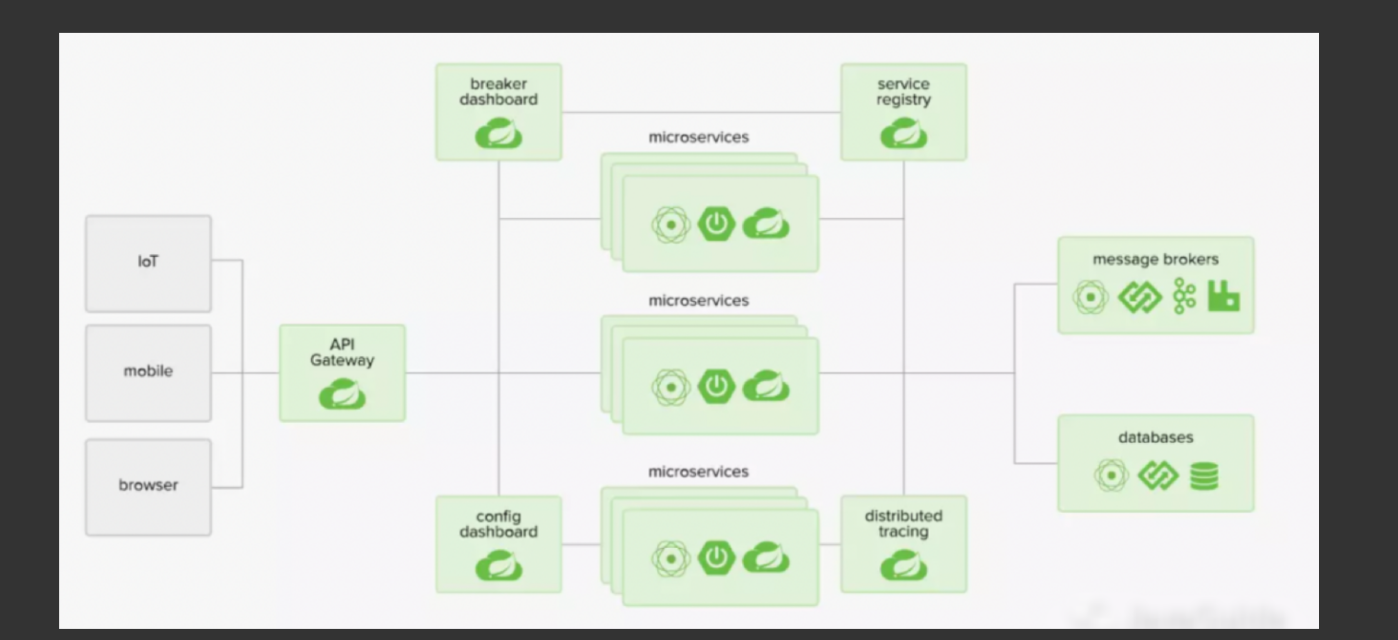 breaker
dashboard
service
registry
microservices
IoT
message brokers
microservices
API
Gateway
mobile
databases
microservices
browser
config
dashboard
distributed
tracing